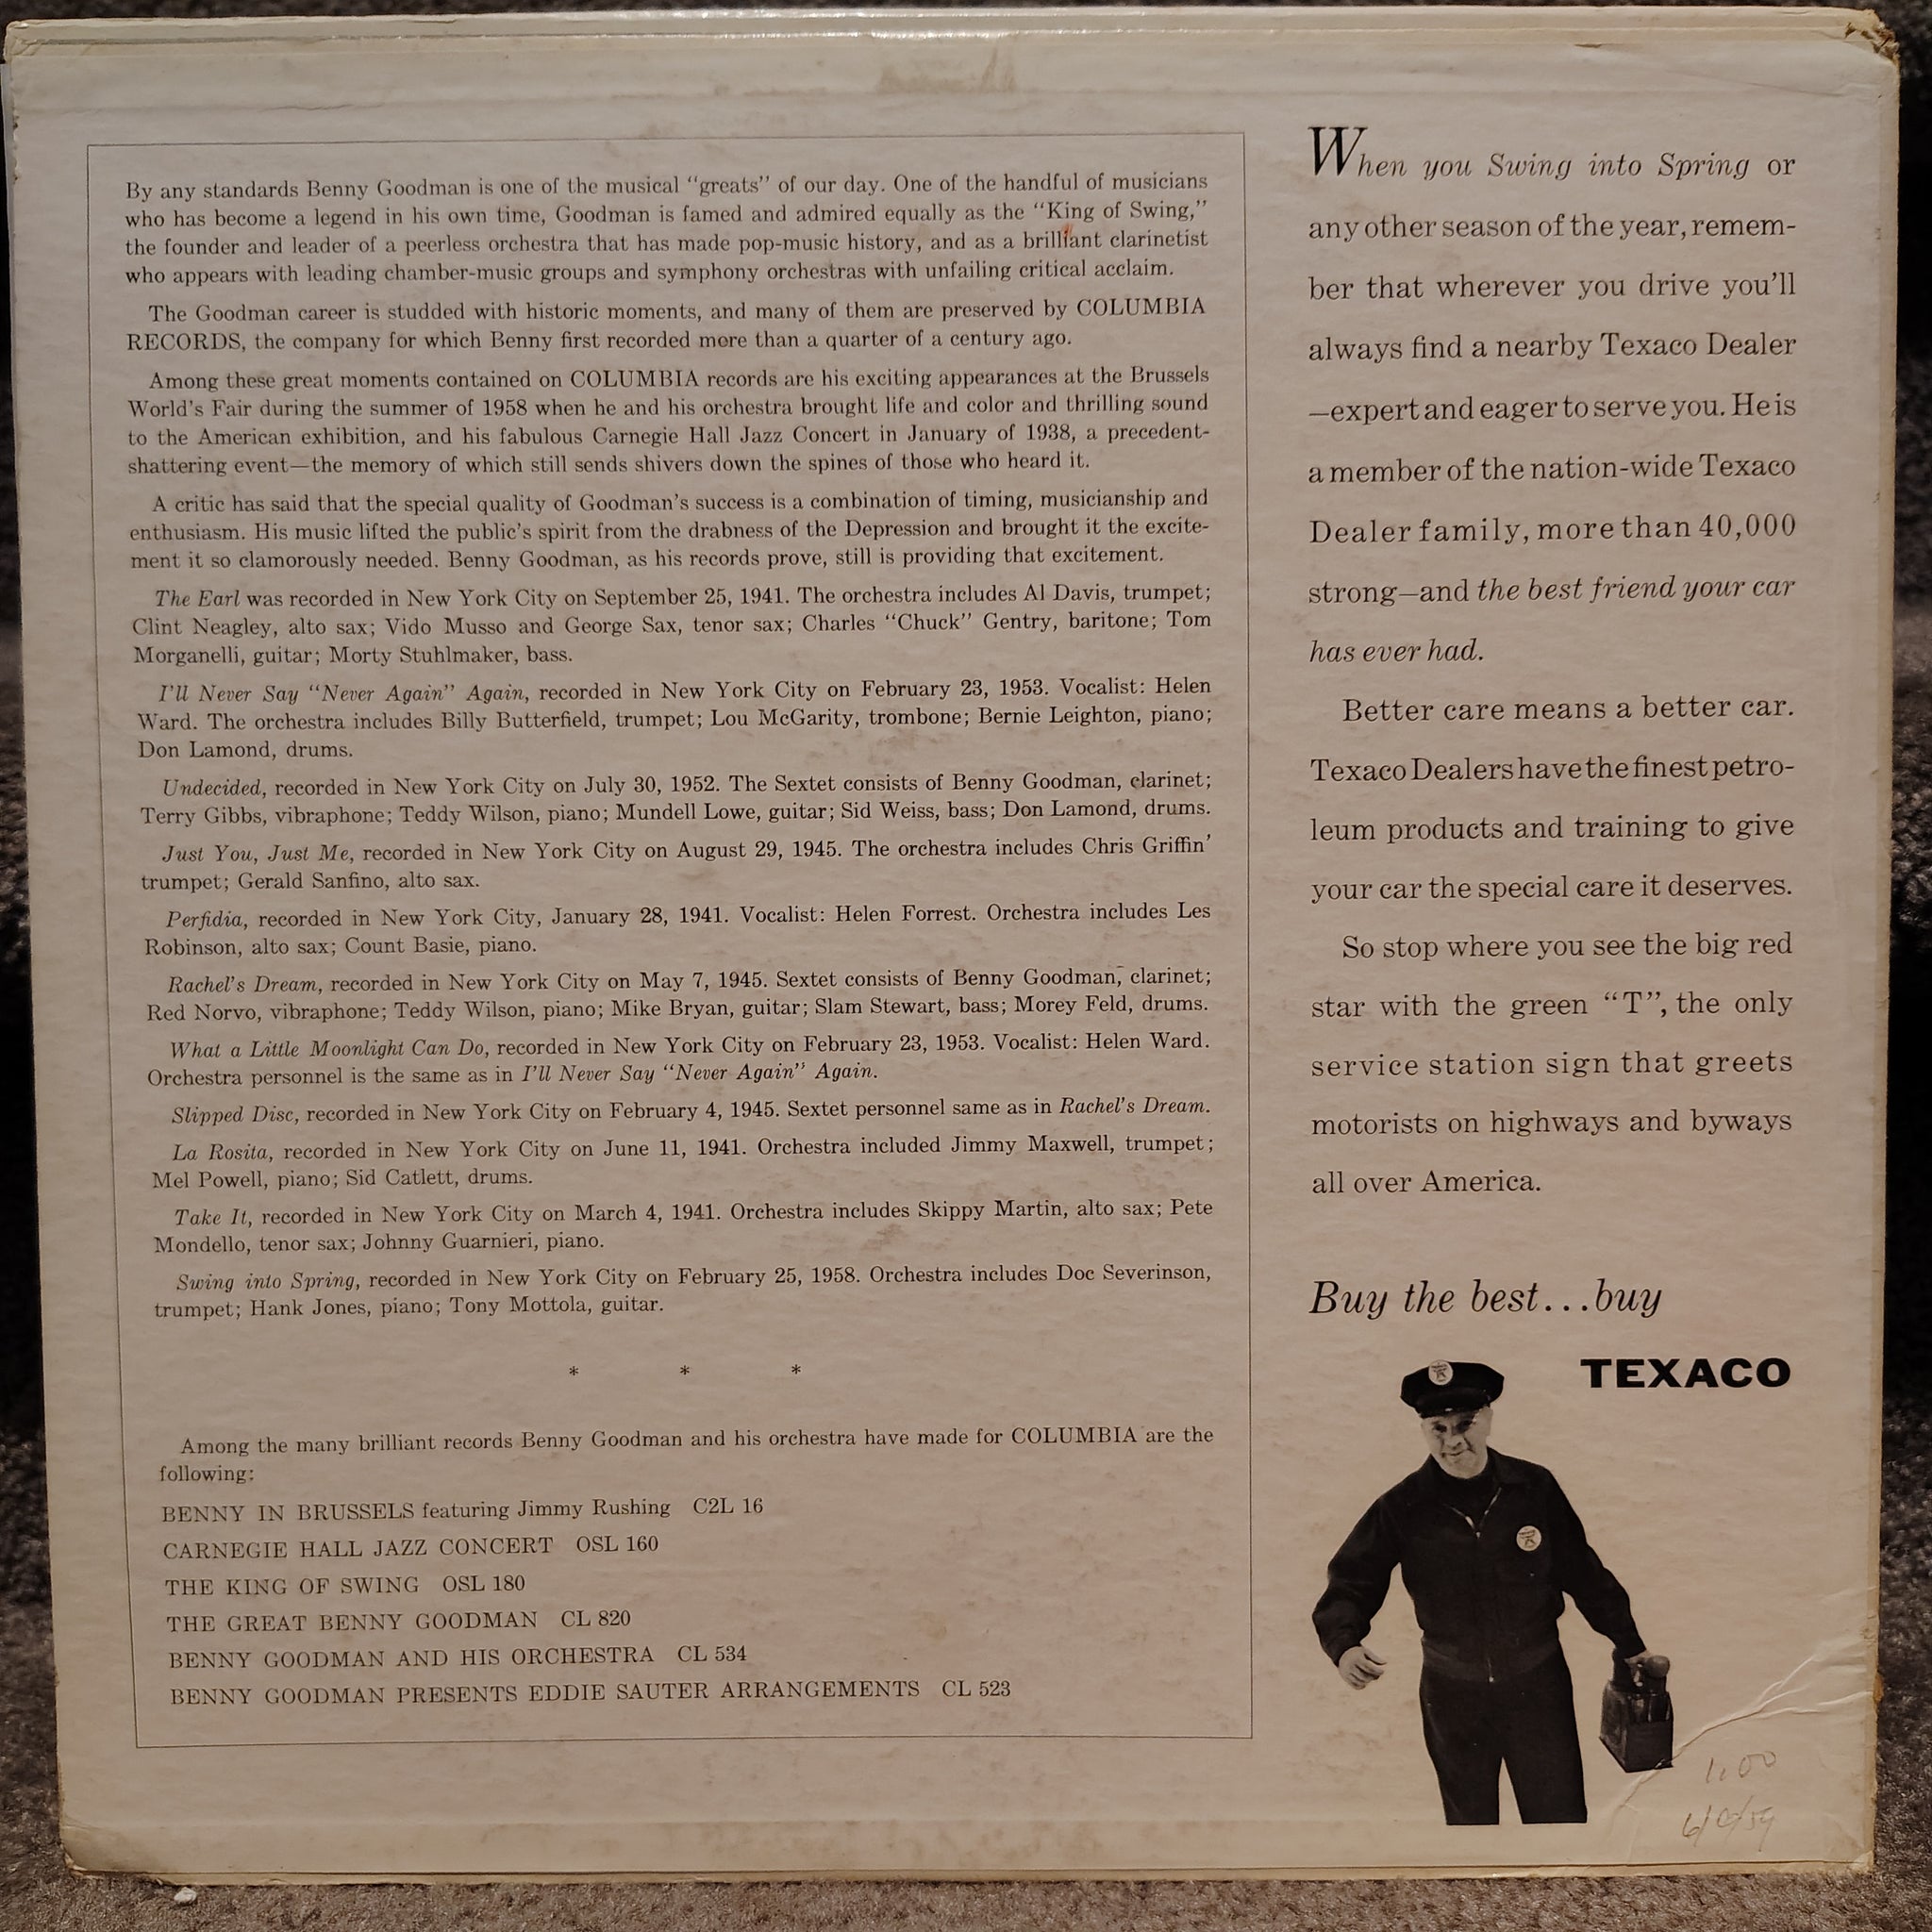 By any standards Benny Goodman is one of the musical “greats” of our day. One of the handful of musicians
who has become a legend in his own time, Goodman is famed and admired equally as the “King of Swing,”
the founder and leader of a peerless orchestra that has made pop-music history, and as a brilliant clarinetist
who appears with leading chamber-music groups and symphony orchestras with unfailing critical acclaim.
The Goodman career is studded with historic moments, and many of them are preserved by COLUMBIA
RECORDS, the company for which Benny first recorded more than a quarter of a century ago.
Among these great moments contained on COLUMBIA records are his exciting appearances at the Brussels
World’s Fair during the summer of 1958 when he and his orchestra brought life and color and thrilling sound
to the American exhibition, and his fabulous Carnegie Hall Jazz Concert in January of 1938, a precedent-
shattering event—the memory of which still sends shivers down the spines of those who heard it.
A critic has said that the special quality of Goodman’s success is a combination of timing, musicianship and
enthusiasm. His music lifted the public’s spirit from the drabness of the Depression and brought it the excite-
ment it so clamorously needed. Benny Goodman, as his records prove, still is providing that excitement.
The Earl was recorded in New York City on September 25, 1941. The orchestra includes Al Davis, trumpet;
Clint Neagley, alto sax; Vido Musso and George Sax, tenor sax; Charles “Chuck” Gentry, baritone; Tom
Morganelli, guitar; Morty Stuhlmaker, bass.
I’ll Never Say “Never Again” Again, recorded in New York City on February 23, 1953. Vocalist: Helen
Ward. The orchestra includes Billy Butterfield, trumpet; Lou McGarity, trombone; Bernie Leighton, piano;
Don Lamond, drums.
Undecided, recorded in New York City on July 30, 1952. The Sextet consists of Benny Goodman, clarinet;
Terry Gibbs, vibraphone; Teddy Wilson, piano; Mundell Lowe, guitar; Sid Weiss, bass; Don Lamond, drums.
Just You, Just Me, recorded in New York City on August 29, 1945. The orchestra includes Chris Griffin’
trumpet; Gerald Sanfino, alto sax.
Perfidia, recorded in New York City, January 28, 1941. Vocalist: Helen Forrest. Orchestra includes Les
Robinson, alto sax; Count Basie, piano.
Rachel’s Dream, recorded in New York City on May 7, 1945. Sextet consists of Benny Goodman, clarinet;
Red Norvo, vibraphone; Teddy Wilson, piano; Mike Bryan, guitar; Slam Stewart, bass; Morey Feld, drums.
What a Little Moonlight Can Do, recorded in New York City on February 23, 1953. Vocalist: Helen Ward.
Orchestra personnel is the same as in I’ll Never Say “Never Again” Again.
Slipped Disc, recorded in New York City on February 4, 1945. Sextet personnel same as in Rachel’s Dream.
La Rosita, recorded in New York City on June 11, 1941. Orchestra included Jimmy Maxwell, trumpet;
Mel Powell, piano; Sid Catlett, drums.
Take It, recorded in New York City on March 4, 1941. Orchestra includes Skippy Martin, alto sax; Pete
Mondello, tenor sax; Johnny Guarnieri, piano.
Swing into Spring, recorded in New York City on February 25, 1958. Orchestra includes Doc Severinson,
trumpet; Hank Jones, piano; Tony Mottola, guitar.
* * *
Among the many brilliant records Benny Goodman and his orchestra have made for COLUMBIA are the
following:
BENNY IN BRUSSELS featuring Jimmy Rushing C2L 16
CARNEGIE HALL JAZZ CONCERT OSL 160
THE KING OF SWING OSL 180
THE GREAT BENNY GOODMAN CL 820
BENNY GOODMAN AND HIS ORCHESTRA CL 534
BENNY GOODMAN PRESENTS EDDIE SAUTER ARRANGEMENTS CL 523
When you Swing into Spring or
any other season of the year, remem-
ber that wherever you drive you’ll
always find a nearby Texaco Dealer
—expert and eager to serve you. He is
a member of the nation-wide Texaco
Dealer family, more than 40,000
strong—and the best friend your car
has ever had.
Better care means a better car.
Texaco Dealers have the finest petro-
leum products and training to give
your car the special care it deserves.
So stop where you see the big red
star with the green “T”, the only
service station sign that greets
motorists on highways and byways
all over America.
Buy the best...buy
TEXACO
1.00